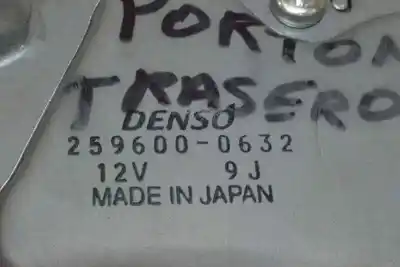 PORTON
TRASERO
DENSO
259600-0632
12V 9J
MADE IN JAPAN